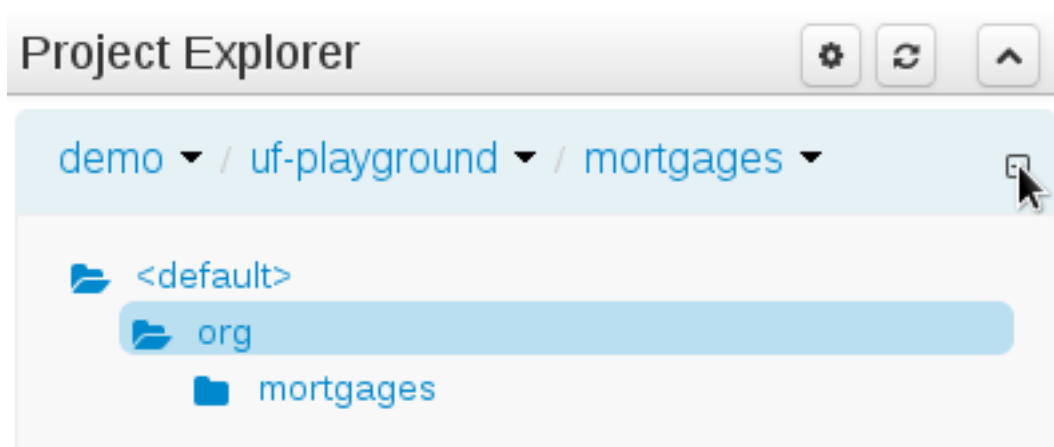 Project Explorer
demo / uf-playground / mortgages
<default>
org
mortgages